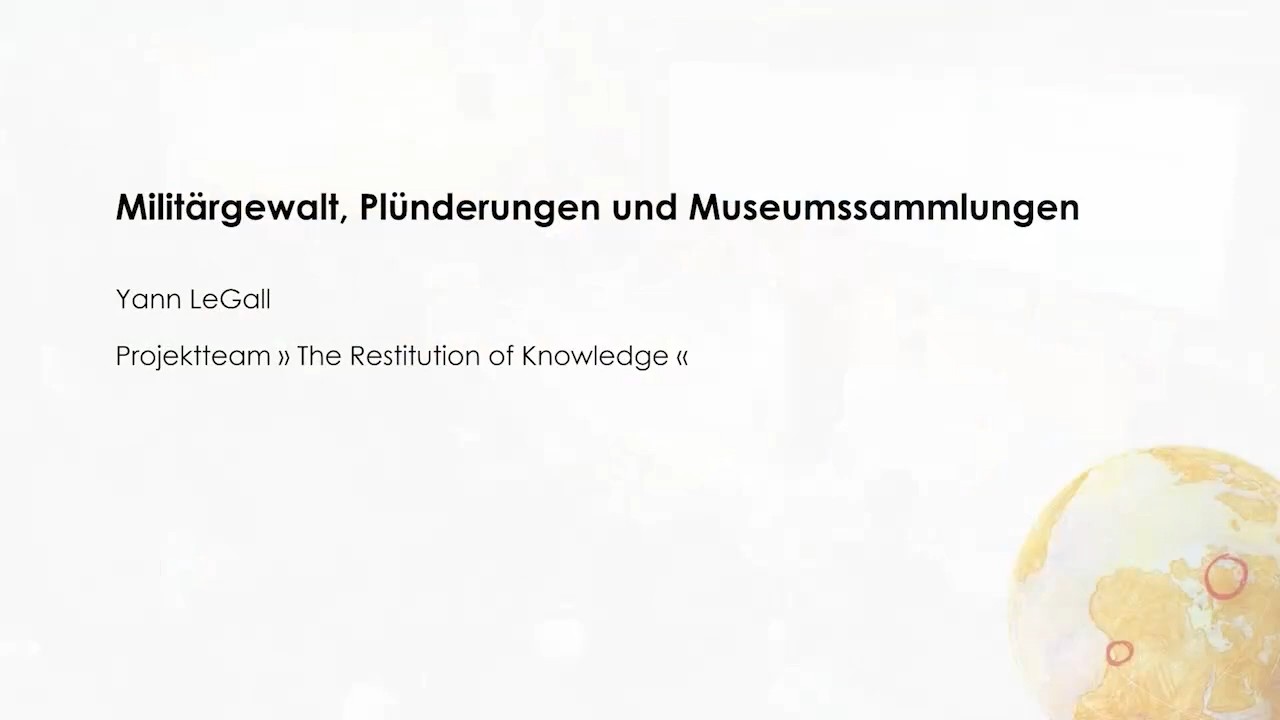 Militärgewalt, Plünderungen und Museumssammlungen
Yann LeGall
Projektteam » The Restitution of Knowledge «